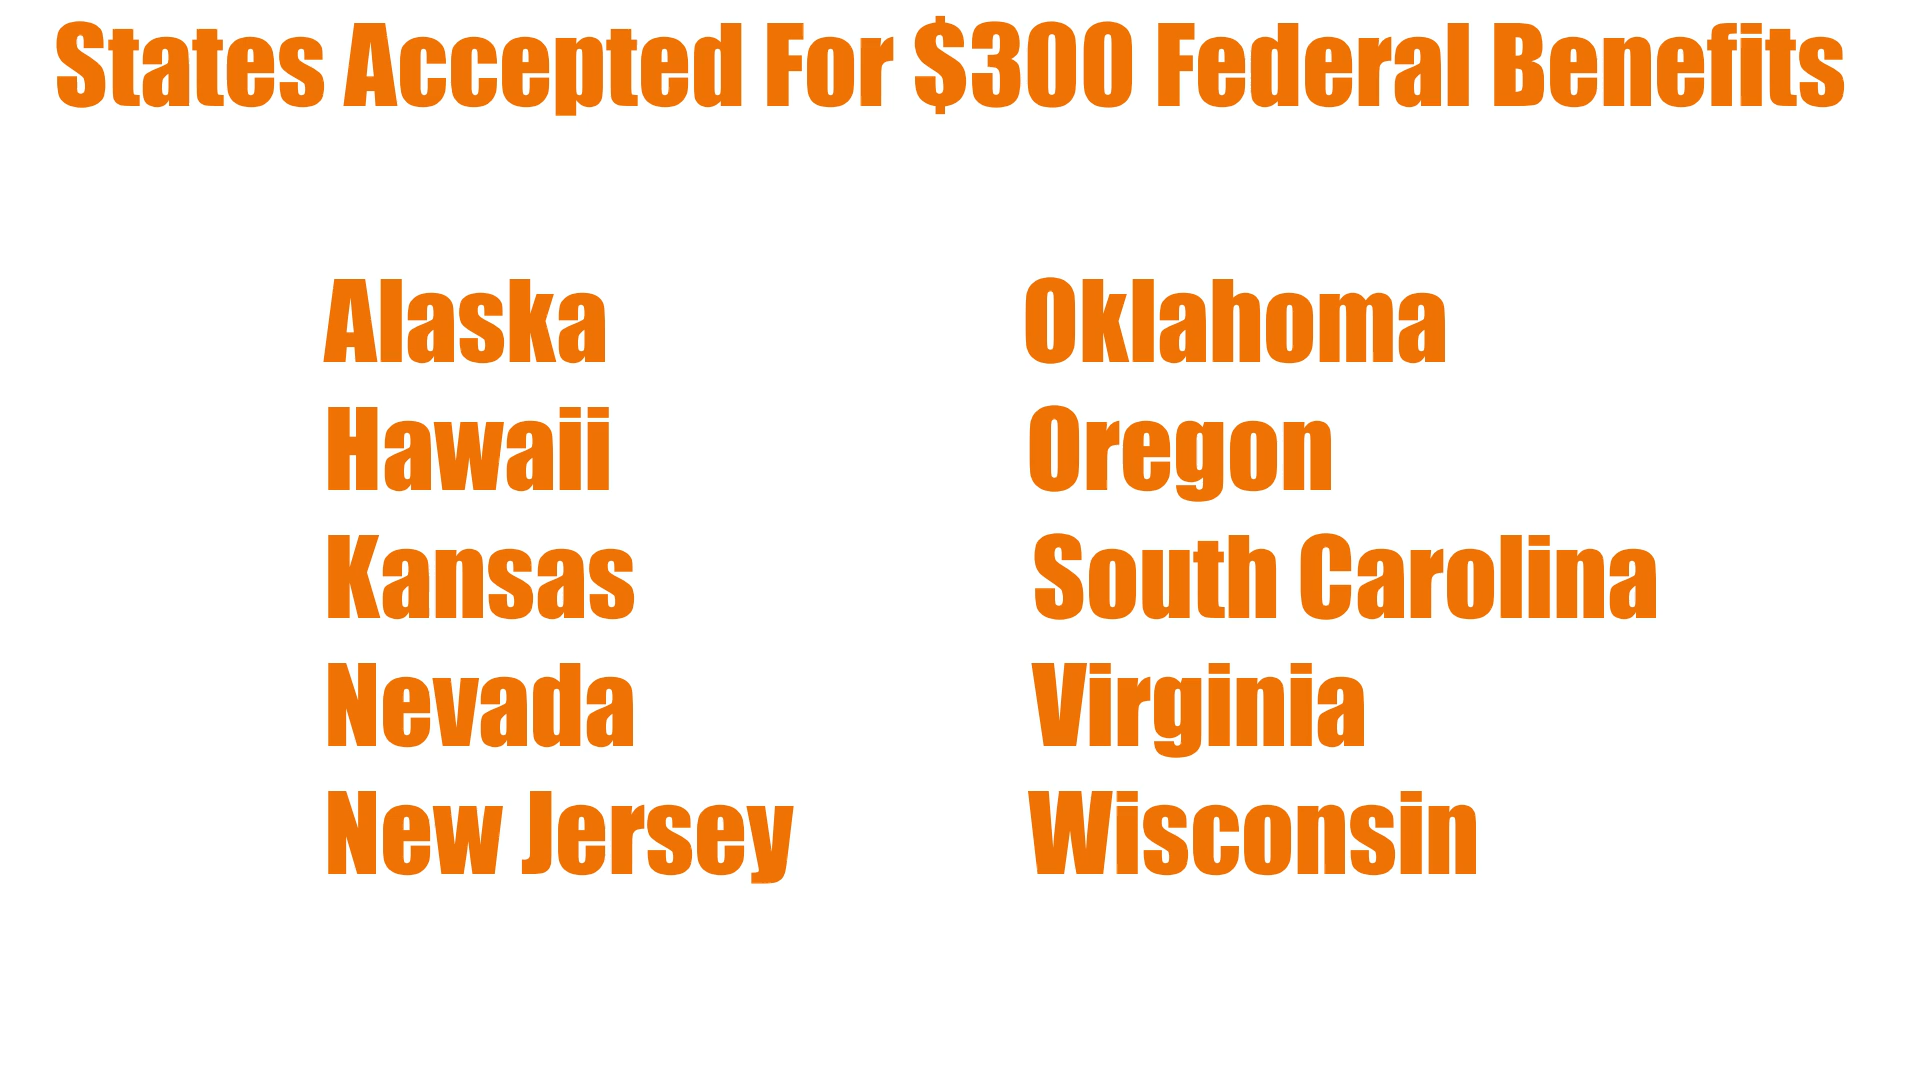 States Accepted For $300 Federal Benefits
Alaska
Hawaii
Kansas
Nevada
New Jersey
Oklahoma
Oregon
South Carolina
Virginia
Wisconsin